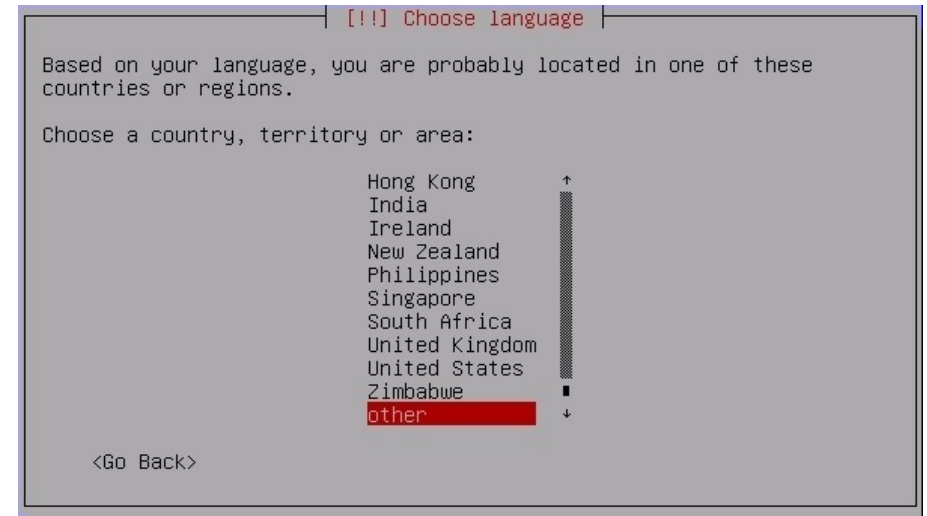 [!!] Choose language
Based on your language, you are probably located in one of these
countries or regions.
Choose a country, territory or area:
Hong Kong
India
Ireland
New Zealand
Philippines
Singapore
South Africa
United Kingdom
United States
Zimbabwe
other
<Go Back>